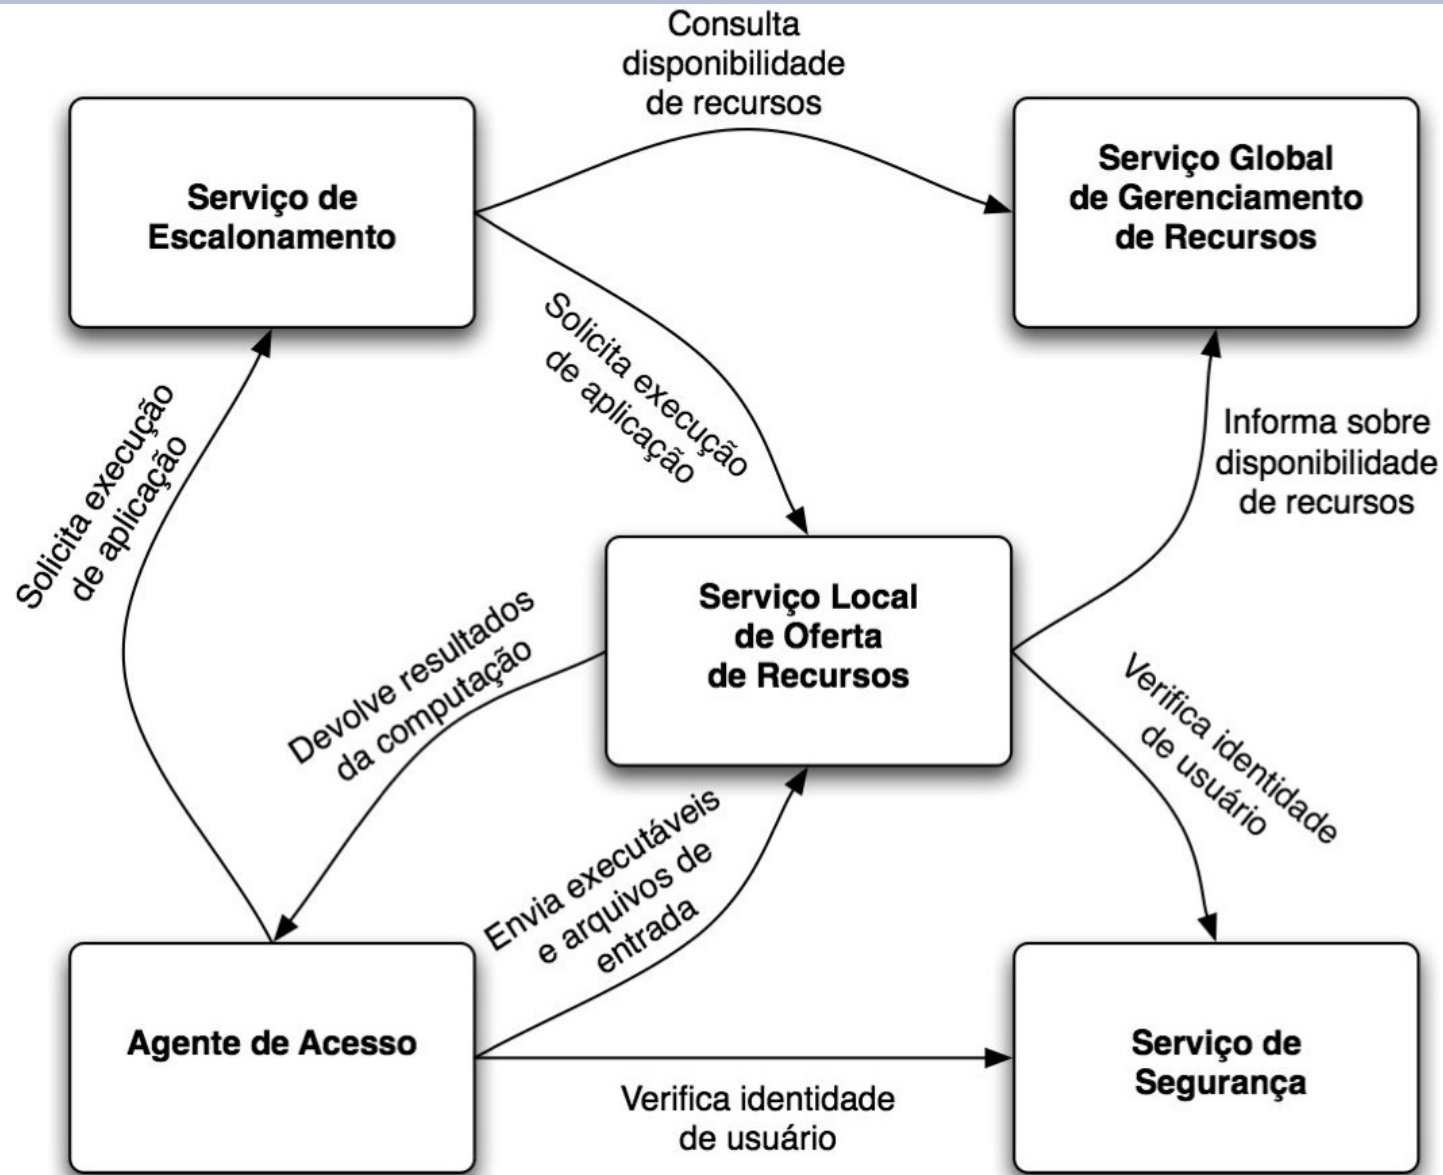 Consulta
disponibilidade
de recursos
Serviço de
Escalonamento
Serviço Global
de Gerenciamento
de Recursos
Solicita execução
de aplicação
Solicita execução
de aplicação
Informa sobre
disponibilidade
de recursos
Serviço Local
de Oferta
de Recursos
Devolve resultados
da computação
Verifica identidade
de usuário
Envia executáveis
e arquivos de
entrada
Agente de Acesso
Serviço de
Segurança
Verifica identidade
de usuário